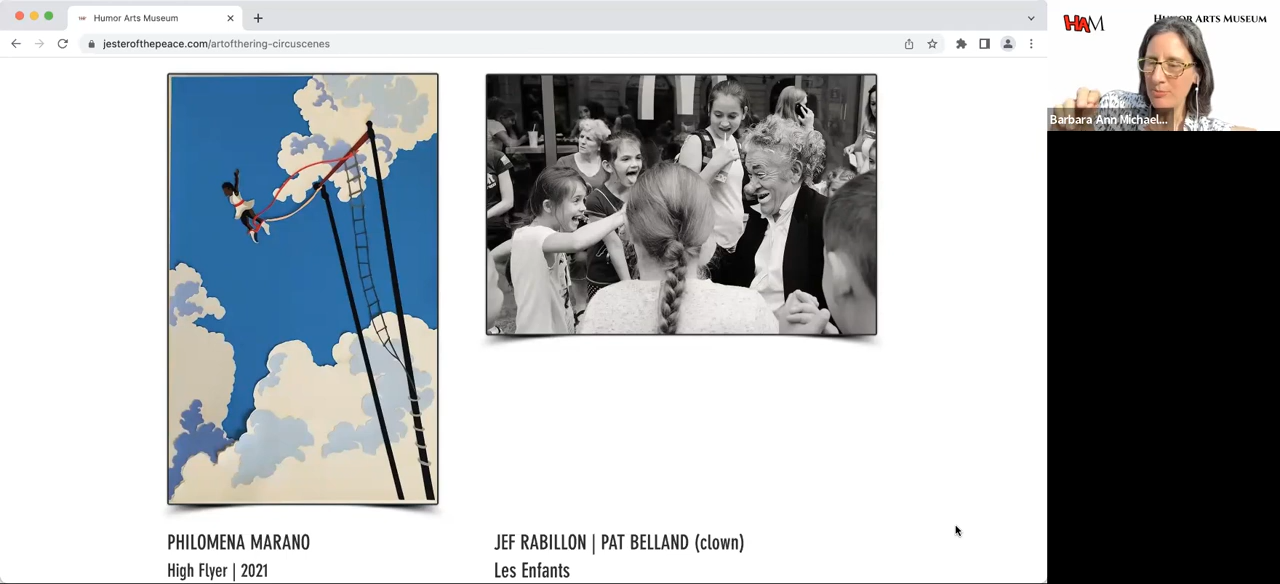 Humor Arts Museum
jesterofthepeace.com/artofthering-circuscenes
HAM
Humor Arts Museum
Barbara Ann Michael...
PHILOMENA MARANO
High Flyer | 2021
JEF RABILLON | PAT BELLAND (clown)
Les Enfants